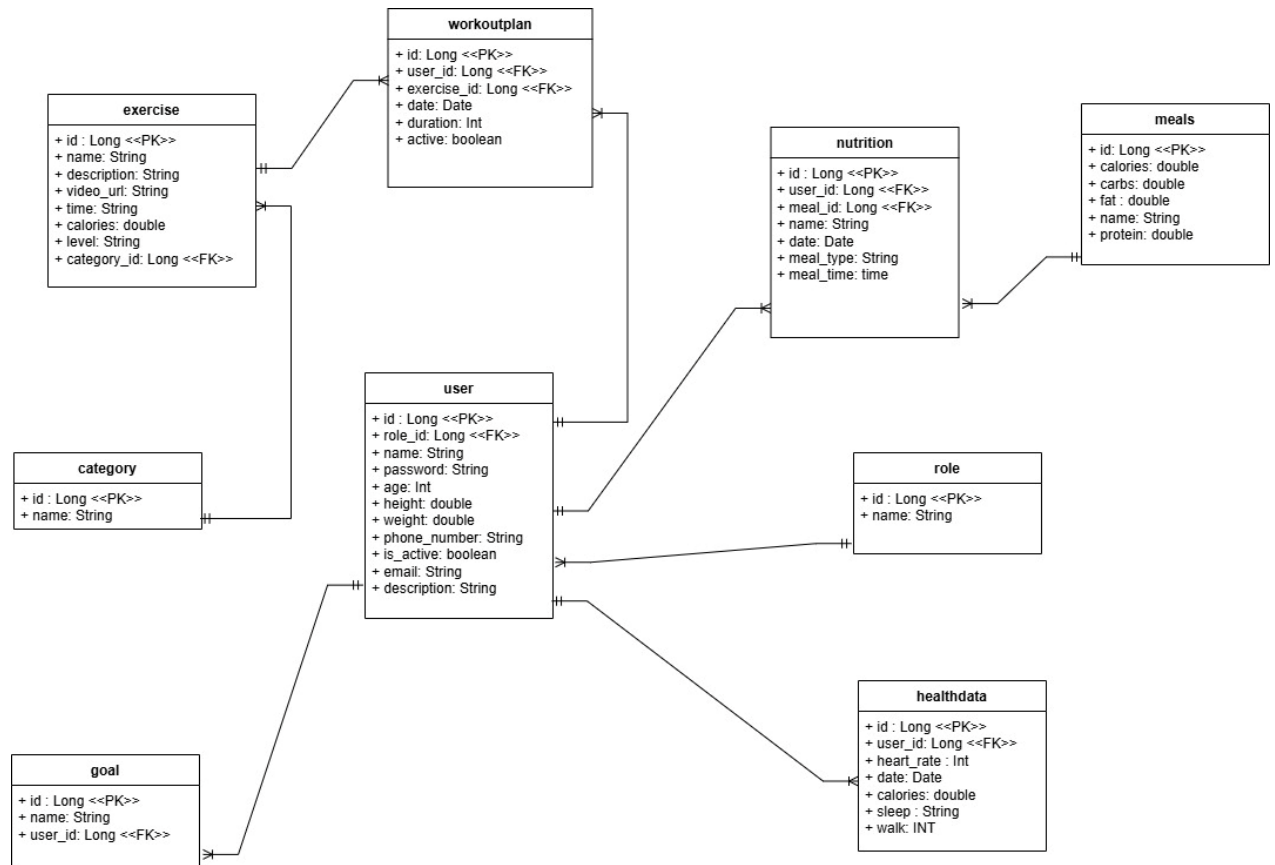 workoutplan
+ id: Long <<PK>>
+ user_id: Long <<FK>>
+ exercise_id: Long <<FK>>
+ date: Date
+ duration: Int
+ active: boolean
exercise
+ id : Long <<PK>>
+ name: String
+ description: String
+ video_url: String
+ time: String
+ calories: double
+ level: String
+ category_id: Long <<FK>>
nutrition
+ id : Long <<PK>>
+ user_id: Long <<FK>>
+ meal_id: Long <<FK>>
+ name: String
+ date: Date
+ meal_type: String
+ meal_time: time
meals
+ id: Long <<PK>>
+ calories: double
+ carbs: double
+ fat : double
+ name: String
+ protein: double
user
+ id : Long <<PK>>
+ role_id: Long <<FK>>
+ name: String
+ password: String
+ age: Int
+ height: double
+ weight: double
+ phone_number: String
+ is_active: boolean
+ email: String
+ description: String
category
+ id : Long <<PK>>
+ name: String
role
+ id : Long <<PK>>
+ name: String
healthdata
+ id : Long <<PK>>
+ user_id: Long <<FK>>
+ heart_rate : Int
+ date: Date
+ calories: double
+ sleep : String
+ walk: INT
goal
+ id : Long <<PK>>
+ name: String
+ user_id: Long <<FK>>